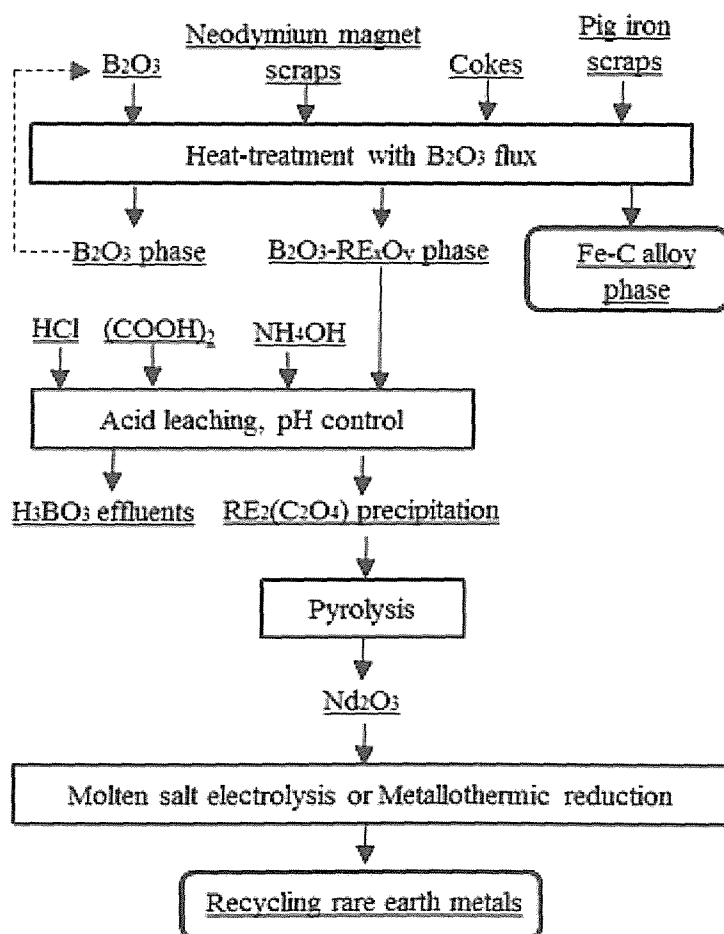 Neodymium magnet
scraps
Pig iron
scraps
B₂O₃
Cokes
Heat-treatment with B₂O₃ flux
B₂O₃ phase
B₂O₃-RExOy phase
Fe-C alloy
phase
HCl
(COOH)₂
NH₄OH
Acid leaching, pH control
H₃BO₃ effluents
RE₂(C₂O₄) precipitation
Pyrolysis
Nd₂O₃
Molten salt electrolysis or Metallothermic reduction
Recycling rare earth metals